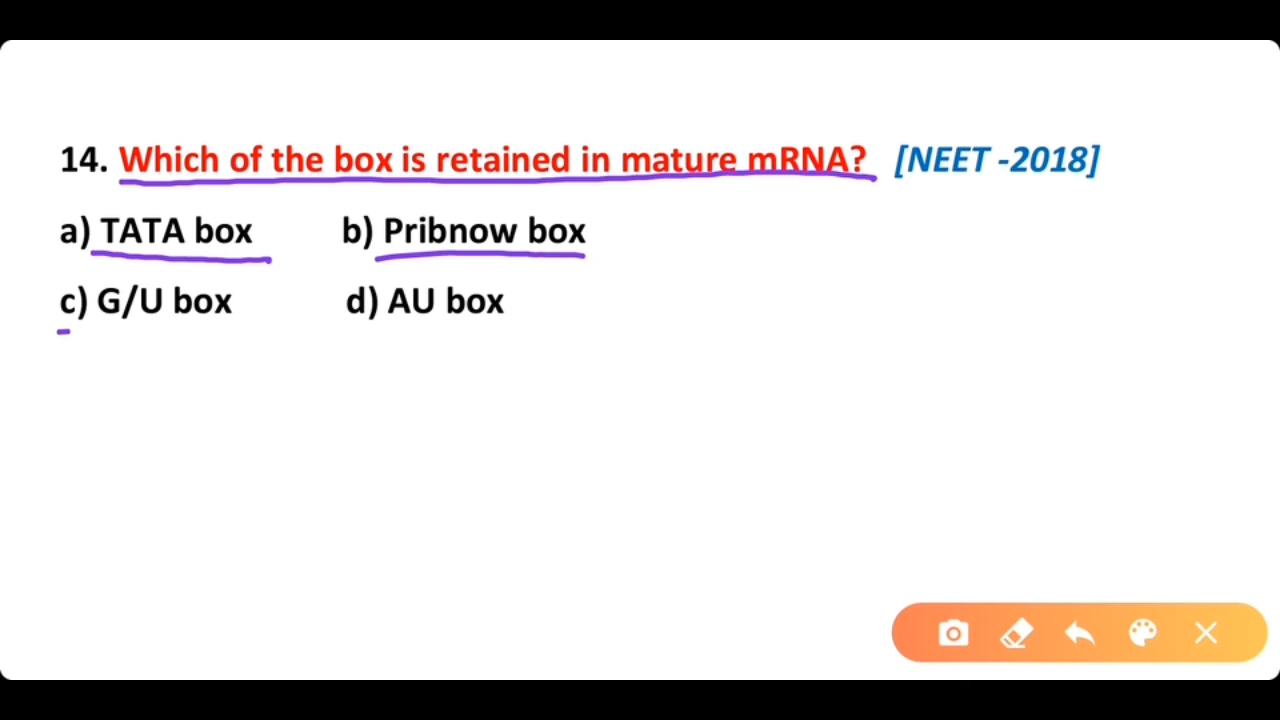 14. Which of the box is retained in mature mRNA? [NEET -2018]
a) TATA box b) Pribnow box
c) G/U box d) AU box